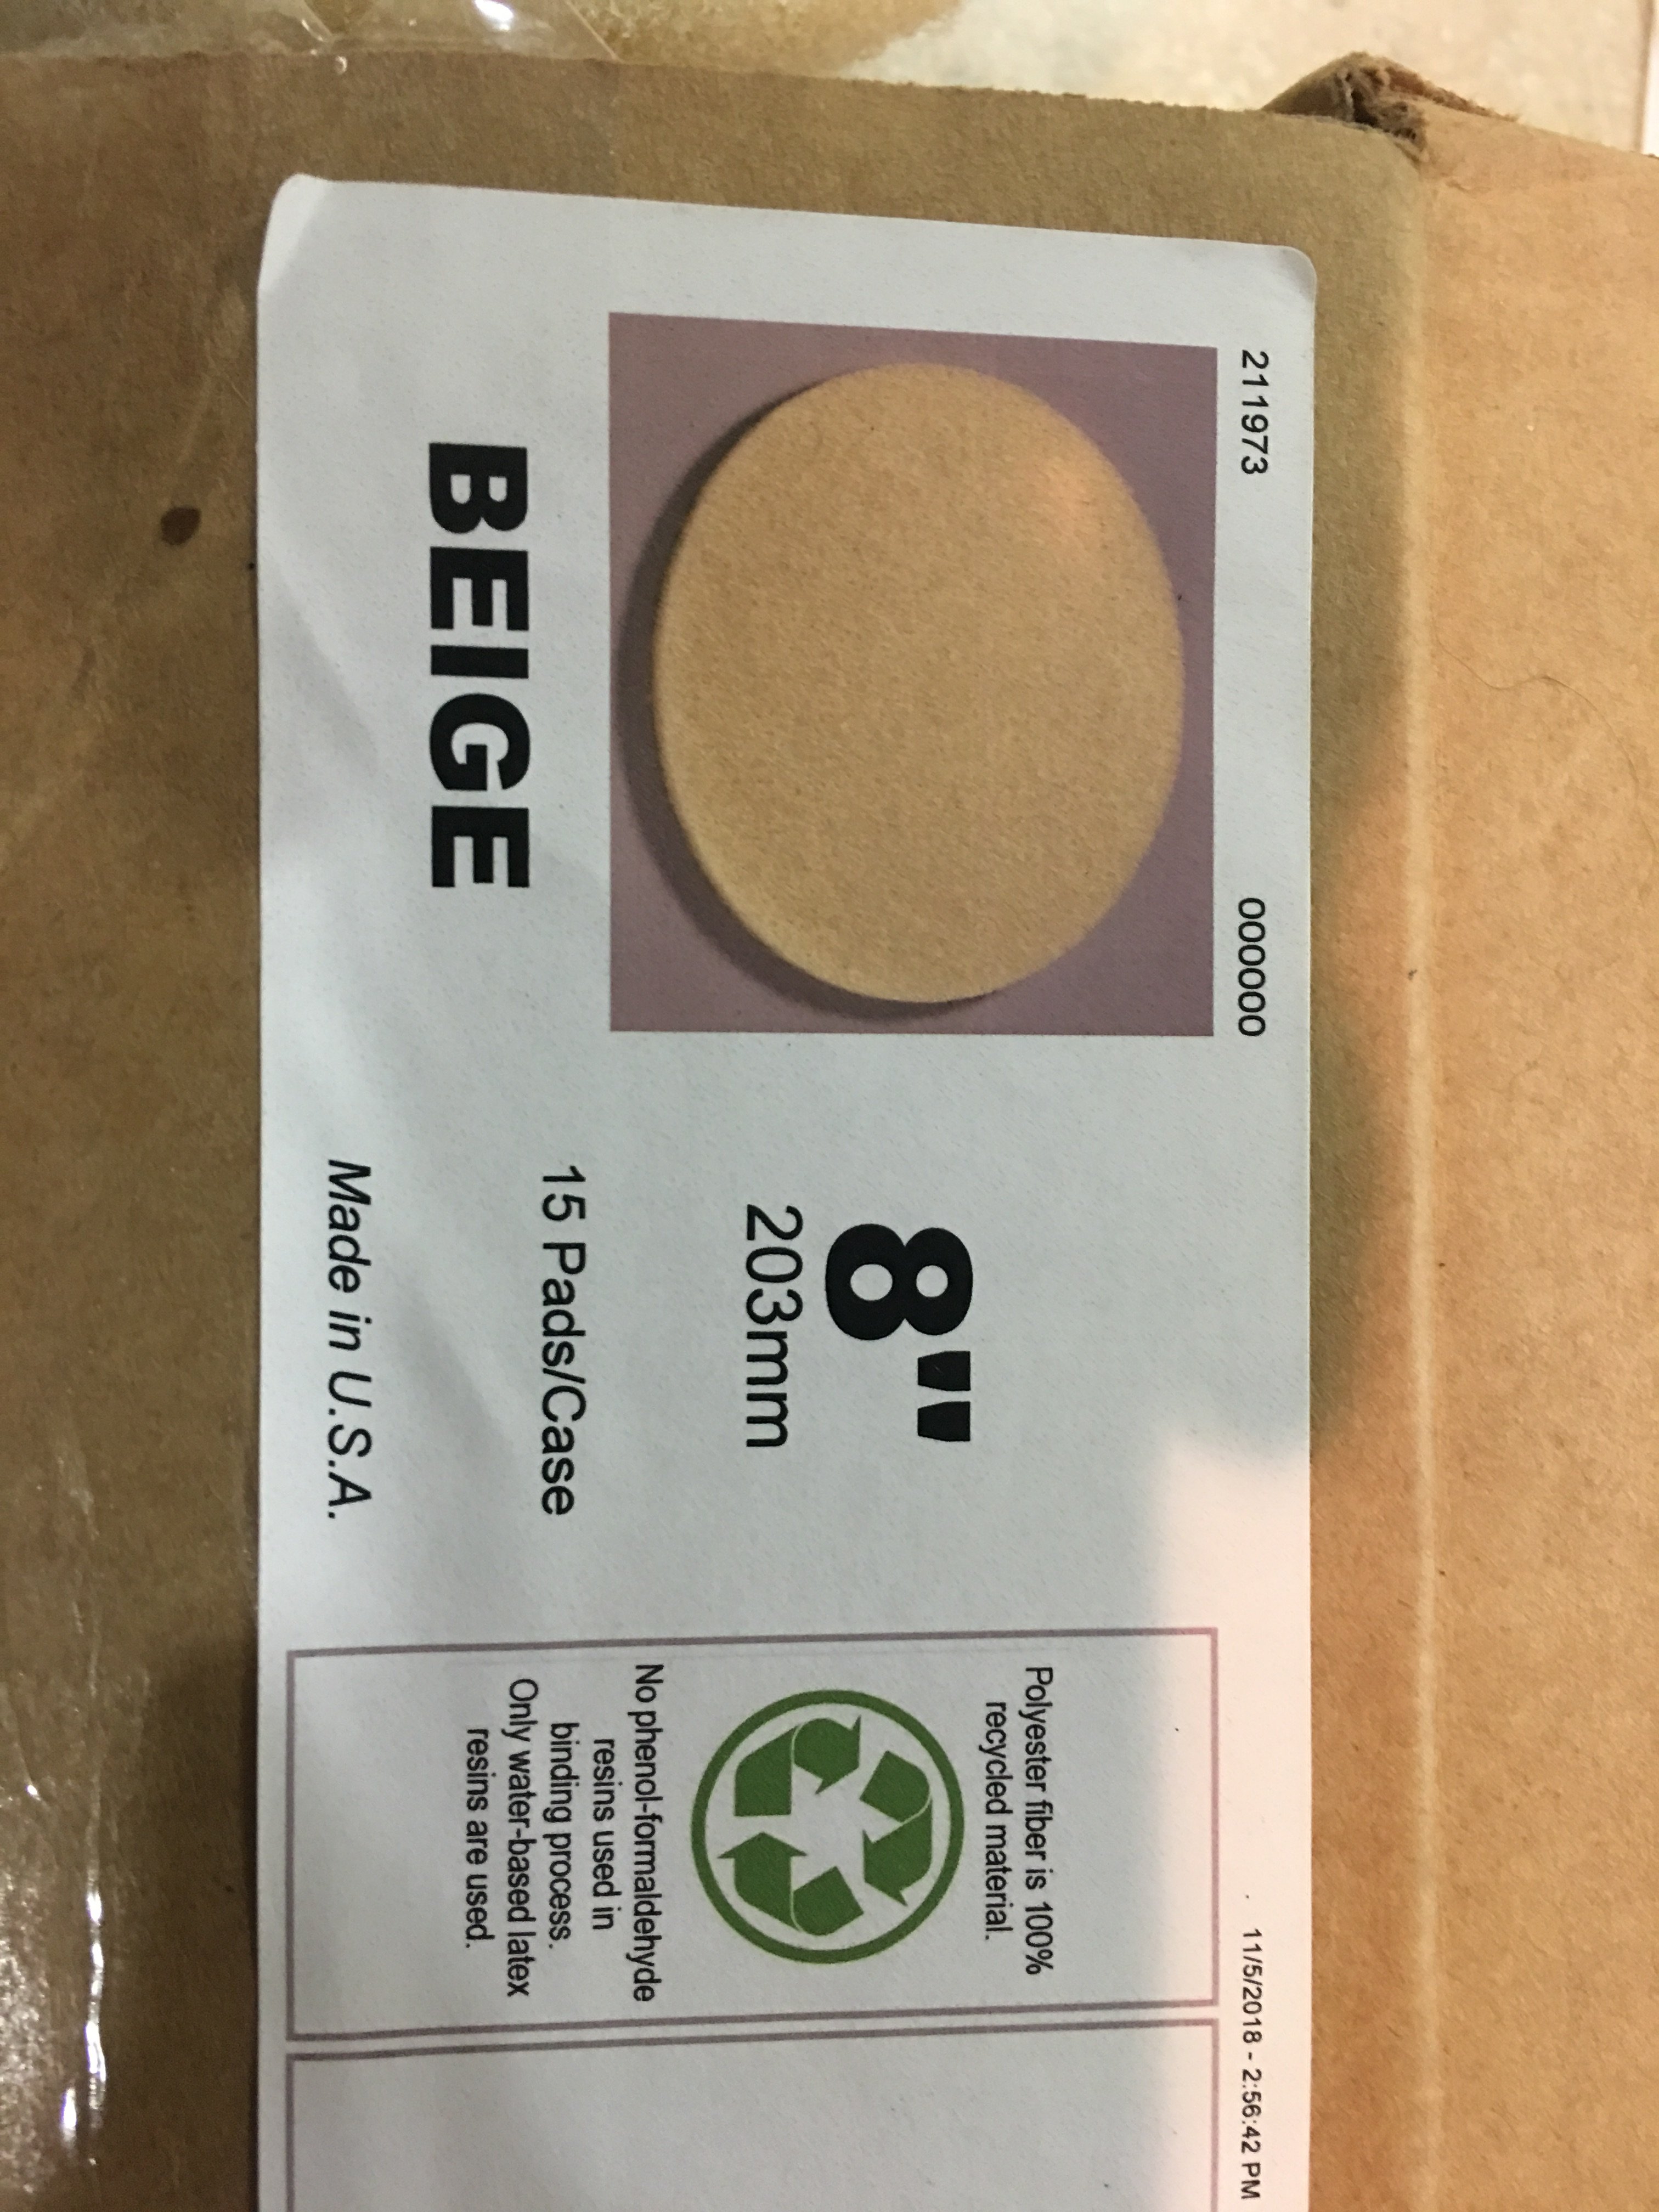 211973 000000 11/5/2018 - 2:56:42 PM
BEIGE
8"
203mm
15 Pads/Case
Made in U.S.A.
Polyester fiber is 100%
recycled material.
No phenol-formaldehyde
resins used in
binding process.
Only water-based latex
resins are used.